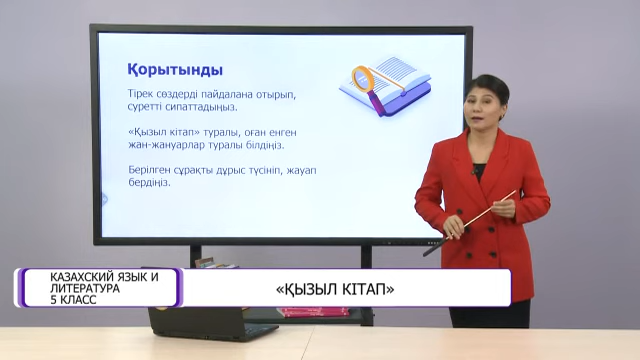 Қорытынды
Тірек сөздерді пайдалана отырып,
суретті сипаттадыңыз.
«Қызыл кітап» туралы, оған енген
жан-жануарлар туралы білдіңіз.
Берілген сұрақты дұрыс түсініп, жауап
бердіңіз.
КАЗАХСКИЙ ЯЗЫК И
ЛИТЕРАТУРА
5 КЛАСС
«ҚЫЗЫЛ КІТАП»